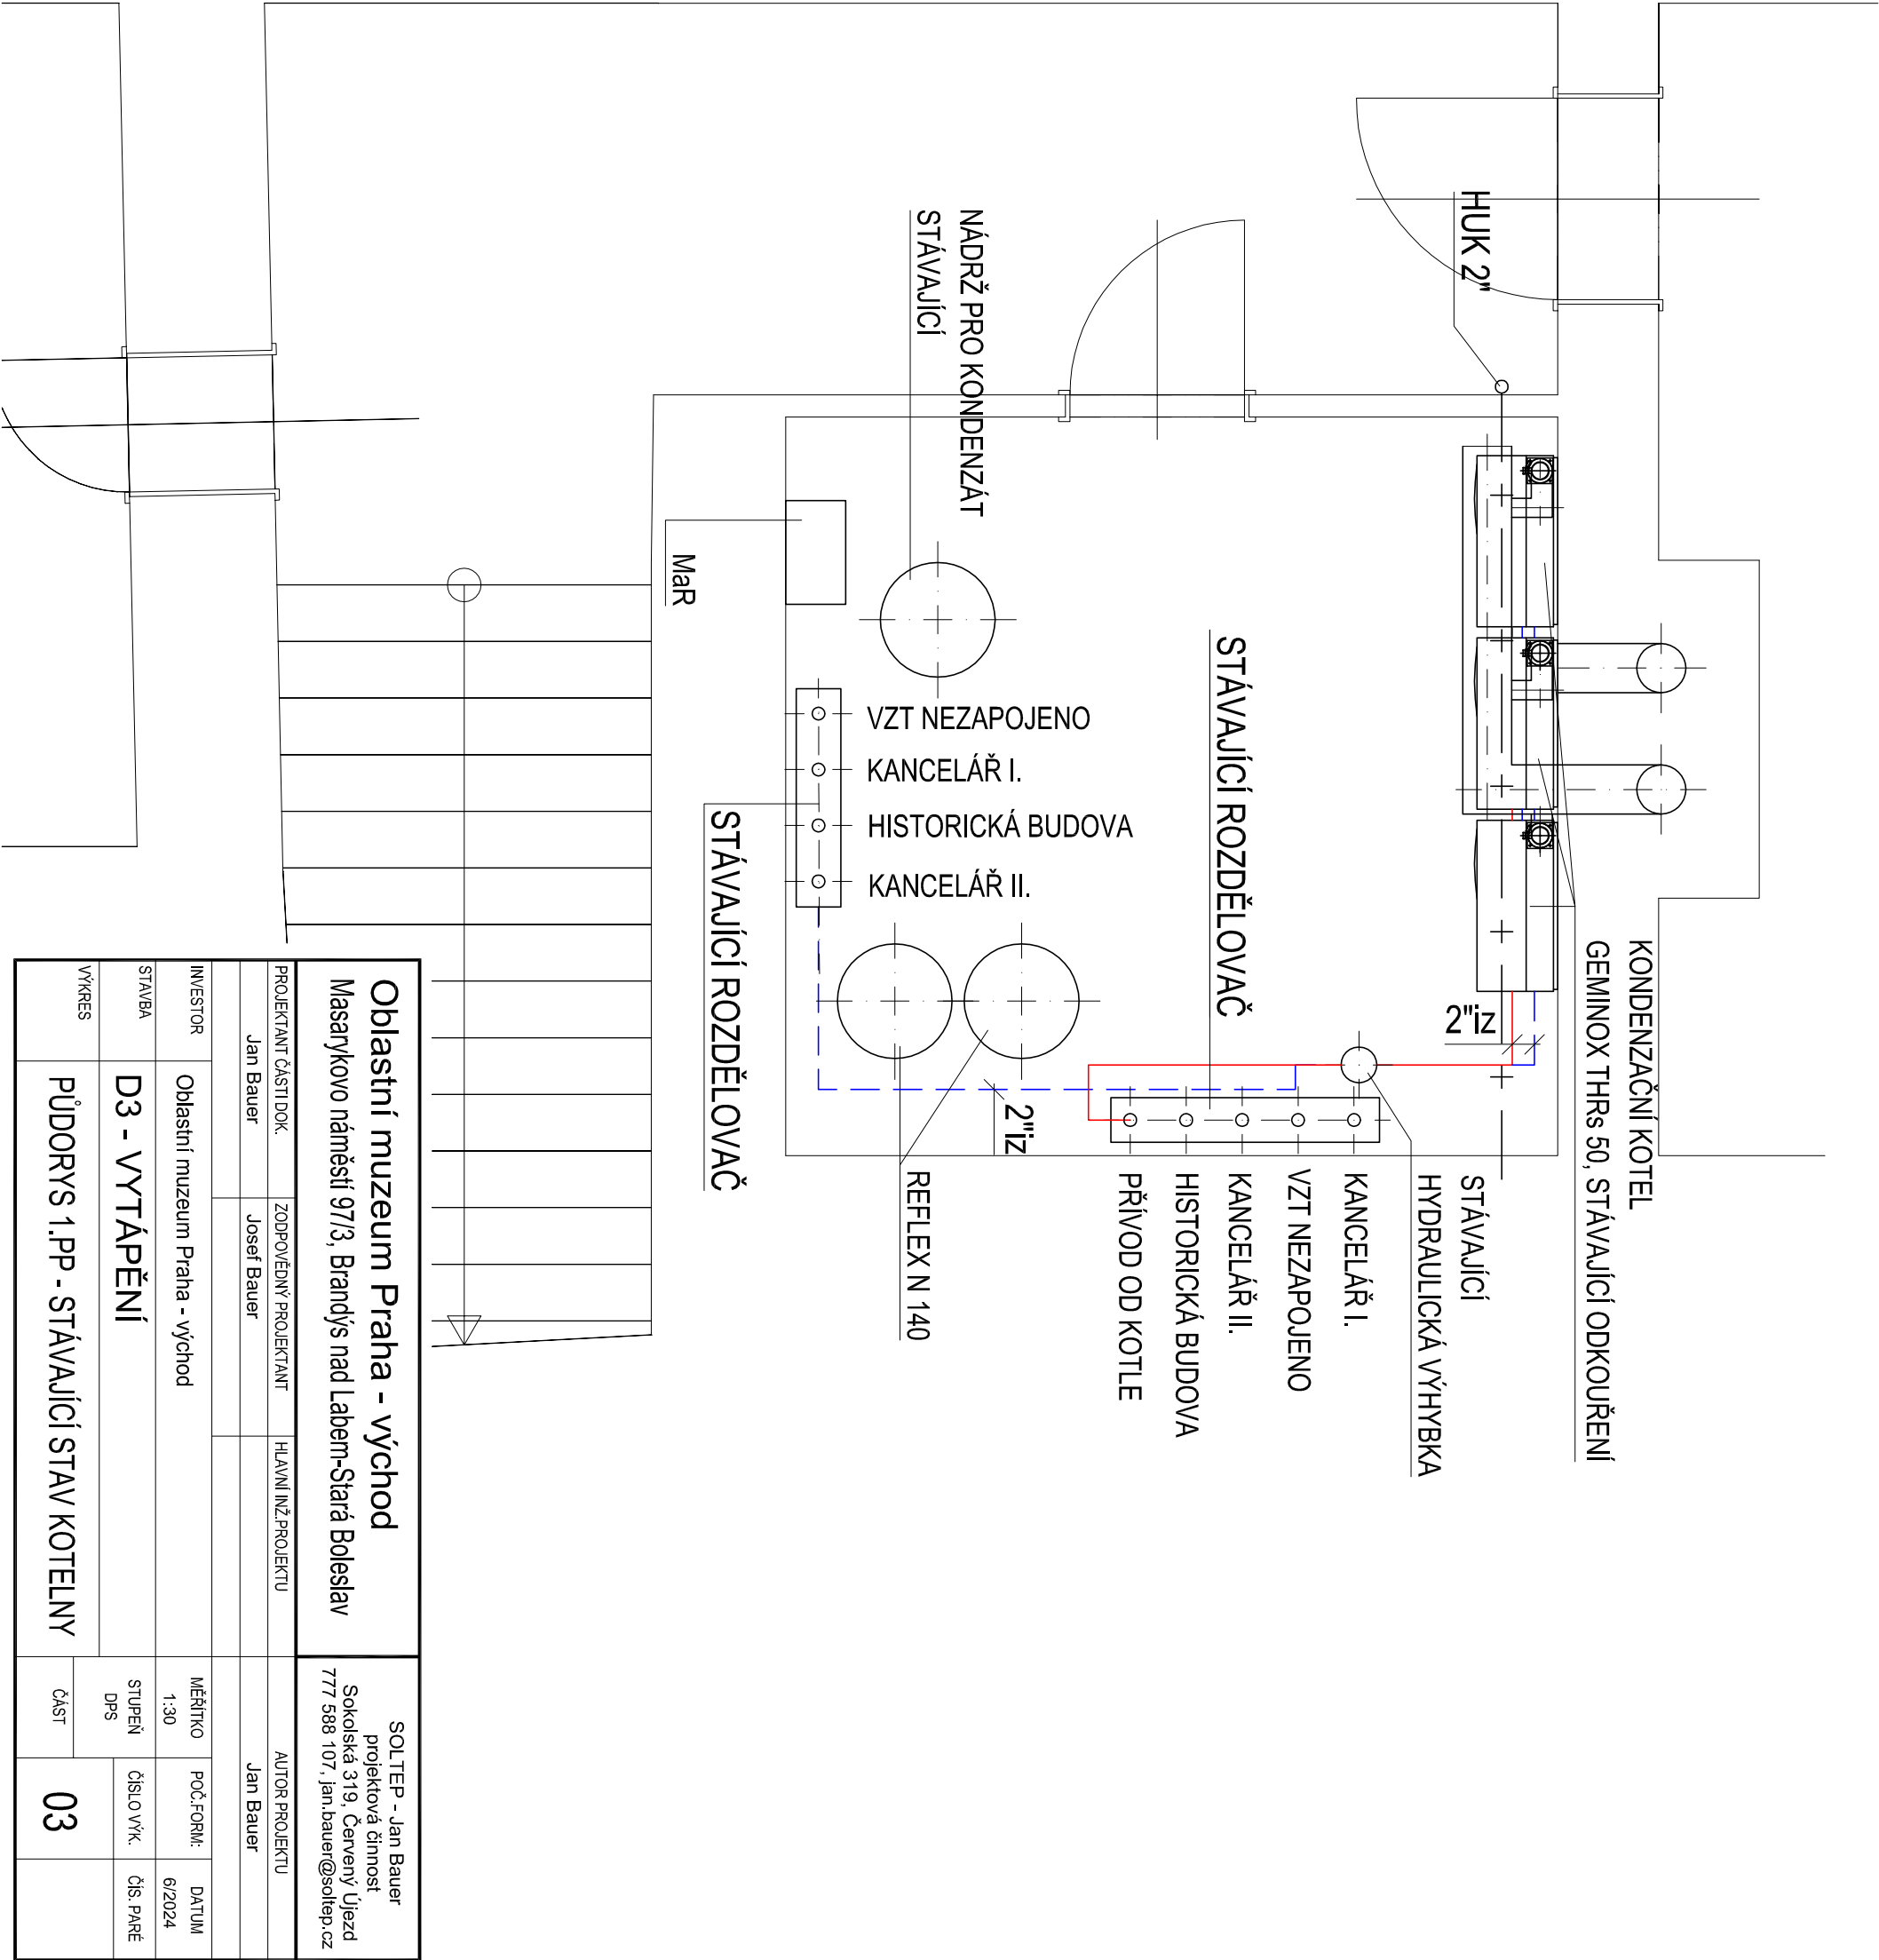 HUK 2"
NÁDRŽ PRO KONDENZÁT
STÁVAJÍCÍ
MaR
VZT NEZAPOJENO
KANCELÁŘ I.
HISTORICKÁ BUDOVA
KANCELÁŘ II.
STÁVAJÍCÍ ROZDĚLOVAČ
STÁVAJÍCÍ ROZDĚLOVAČ
KONDENZAČNÍ KOTEL
GEMINOX THRs 50, STÁVAJÍCÍ ODKOUŘENÍ
2"iz
2"iz
STÁVAJÍCÍ
HYDRAULICKÁ VÝHYBKA
KANCELÁŘ I.
VZT NEZAPOJENO
KANCELÁŘ II.
HISTORICKÁ BUDOVA
PŘÍVOD OD KOTLE
REFLEX N 140
Oblastní muzeum Praha - východ
Masarykovo náměstí 97/3, Brandýs nad Labem-Stará Boleslav
SOLTEP - Jan Bauer
projektová činnost
Sokolská 319, Červený Újezd
777 588 107, jan.bauer@soltep.cz
PROJEKTANT ČÁSTI DOK. ZODPOVĚDNÝ PROJEKTANT HLAVNÍ INŽ.PROJEKTU AUTOR PROJEKTU
Jan Bauer Josef Bauer Jan Bauer
INVESTOR Oblastní muzeum Praha - východ
MĚŘÍTKO POČ.FORM: DATUM
1:30 6/2024
STAVBA D3 - VYTÁPĚNÍ
STUPEŇ ČÍSLO VÝK. ČÍS. PARÉ
DPS
VÝKRES PŮDORYS 1.PP - STÁVAJÍCÍ STAV KOTELNY
ČÁST 03